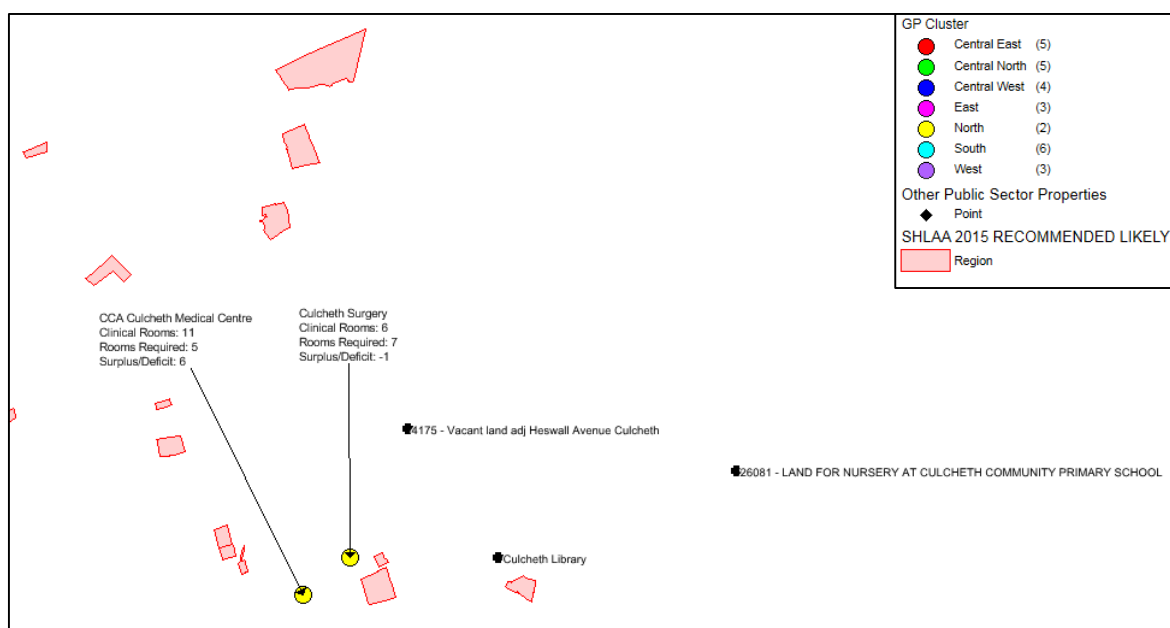 GP Cluster
Central East (5)
Central North (5)
Central West (4)
East (3)
North (2)
South (6)
West (3)
Other Public Sector Properties
Point
SHLAA 2015 RECOMMENDED LIKELY
Region
CCA Culcheth Medical Centre
Clinical Rooms: 11
Rooms Required: 5
Surplus/Deficit: 6
Culcheth Surgery
Clinical Rooms: 6
Rooms Required: 7
Surplus/Deficit: -1
4175 - Vacant land adj Heswall Avenue Culcheth
26081 - LAND FOR NURSERY AT CULCHETH COMMUNITY PRIMARY SCHOOL
Culcheth Library